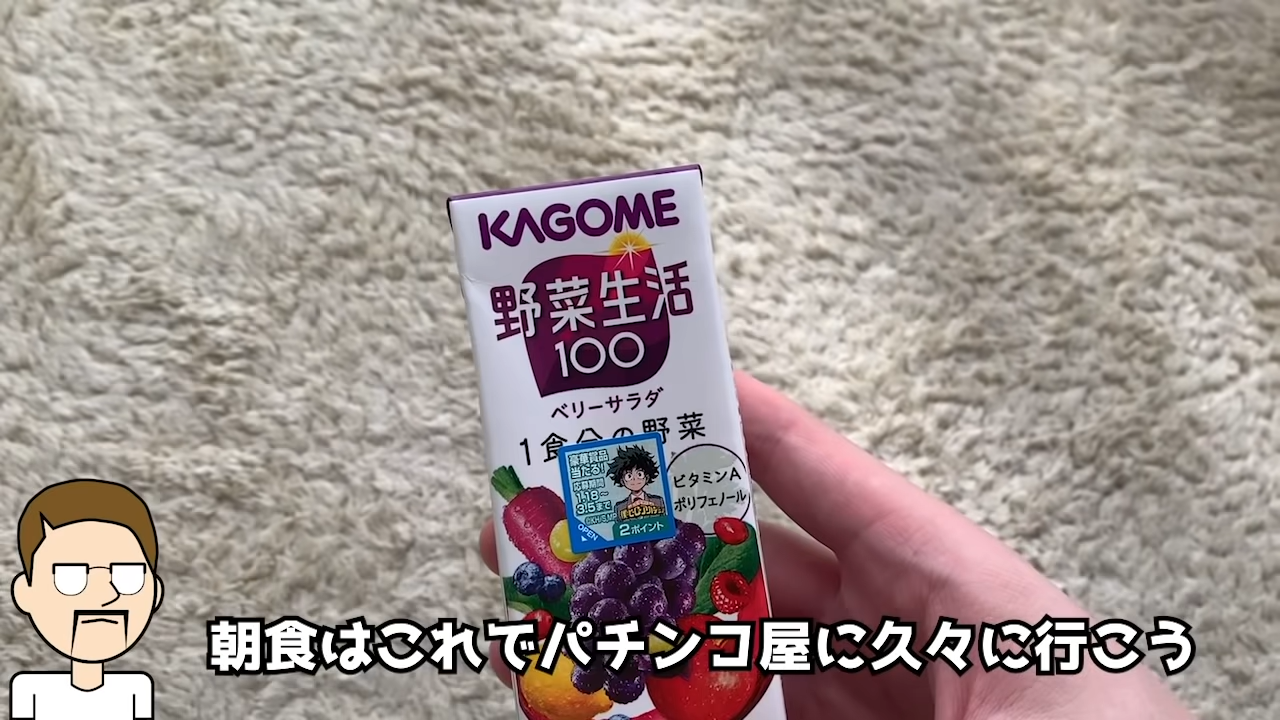 KAGOME
野菜生活
100
ベリーサラダ
1食分の野菜
豪華賞品
当たる!
応募期間
1.18～
3.5まで
OPEN
2ポイント
ビタミンA
ポリフェノール
朝食はこれでパチンコ屋に久々に行こう